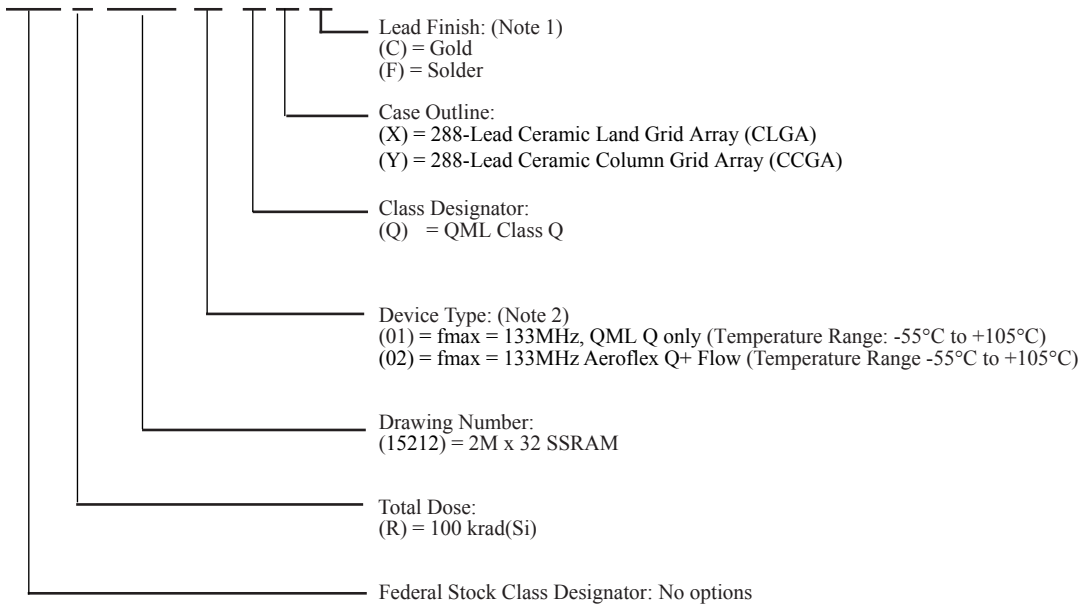 Lead Finish: (Note 1)
(C) = Gold
(F) = Solder
Case Outline:
(X) = 288-Lead Ceramic Land Grid Array (CLGA)
(Y) = 288-Lead Ceramic Column Grid Array (CCGA)
Class Designator:
(Q) = QML Class Q
Device Type: (Note 2)
(01) = fmax = 133MHz, QML Q only (Temperature Range: -55°C to +105°C)
(02) = fmax = 133MHz Aeroflex Q+ Flow (Temperature Range -55°C to +105°C)
Drawing Number:
(15212) = 2M x 32 SSRAM
Total Dose:
(R) = 100 krad(Si)
Federal Stock Class Designator: No options